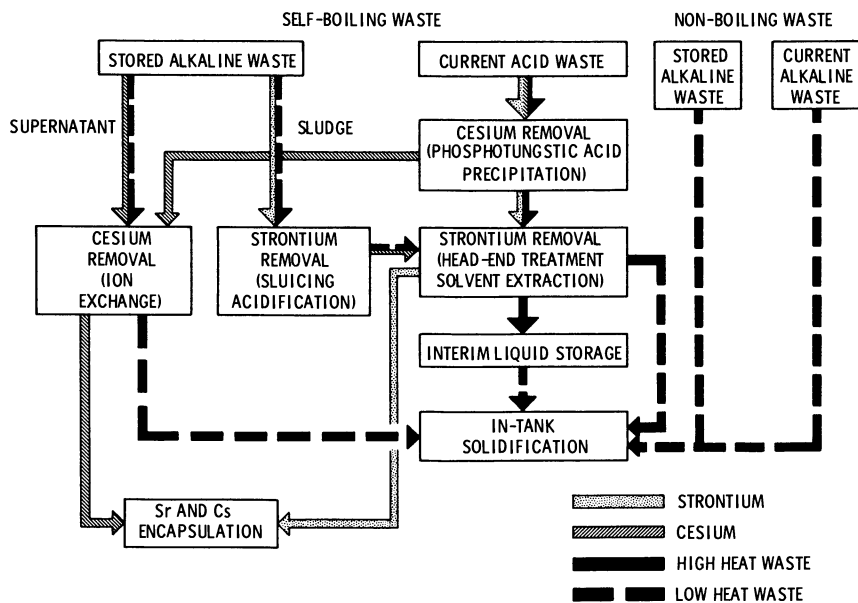 SELF-BOILING WASTE
NON-BOILING WASTE
STORED ALKALINE WASTE
CURRENT ACID WASTE
STORED
ALKALINE
WASTE
CURRENT
ALKALINE
WASTE
SUPERNATANT
SLUDGE
CESIUM REMOVAL
(PHOSPHOTUNGSTIC ACID
PRECIPITATION)
CESIUM
REMOVAL
(ION
EXCHANGE)
STRONTIUM
REMOVAL
(SLUICING
ACIDIFICATION)
STRONTIUM REMOVAL
(HEAD-END TREATMENT
SOLVENT EXTRACTION)
INTERIM LIQUID STORAGE
IN-TANK
SOLIDIFICATION
Sr AND Cs
ENCAPSULATION
STRONTIUM
CESIUM
HIGH HEAT WASTE
LOW HEAT WASTE